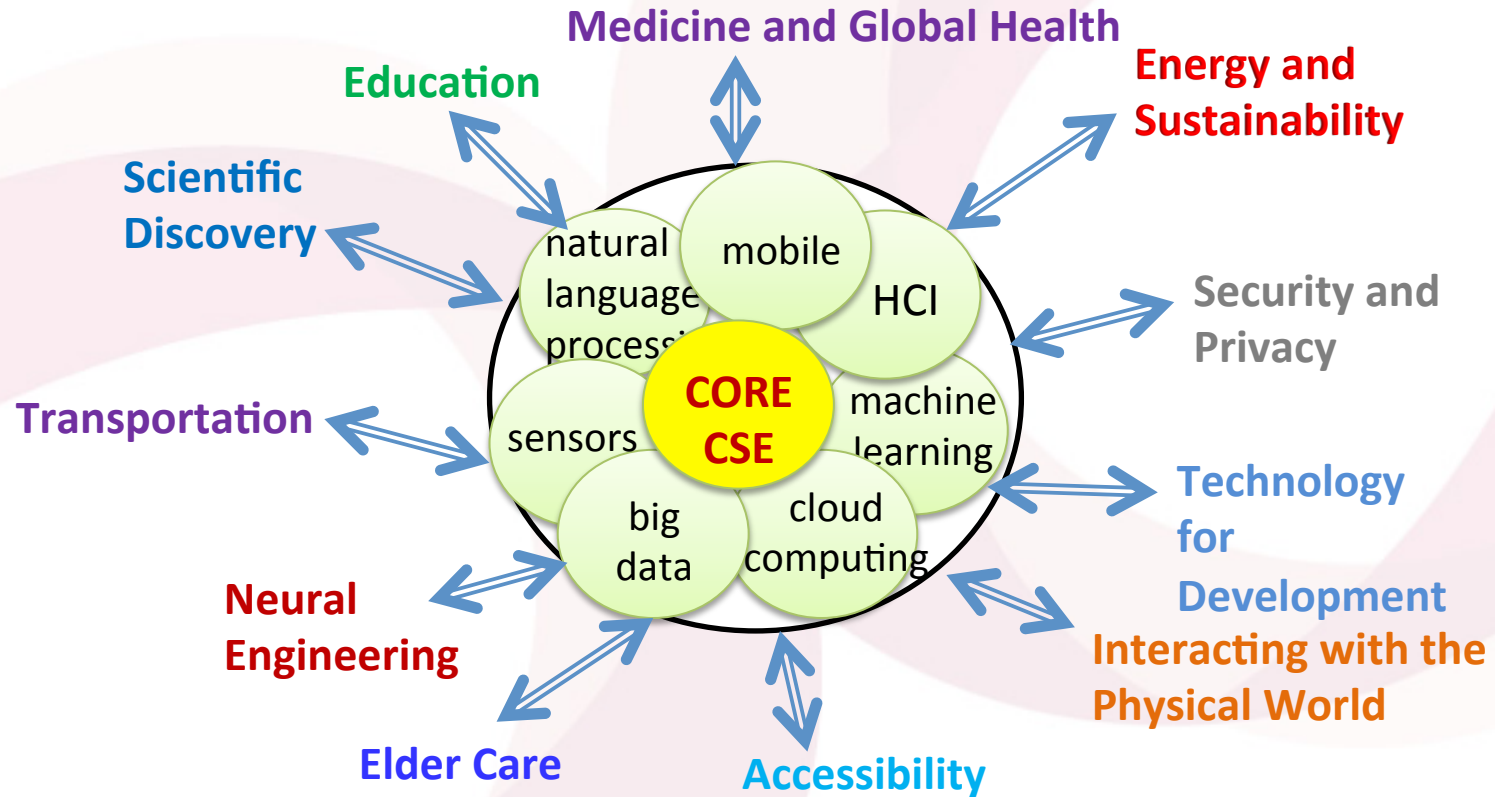 Medicine and Global Health
Education
Energy and
Sustainability
Scientific
Discovery
natural
language
processi
mobile
HCI
Security and
Privacy
CORE
CSE
machine
learning
Transportation
sensors
big
data
cloud
computing
Technology
for
Development
Neural
Engineering
Interacting with the
Physical World
Elder Care
Accessibility